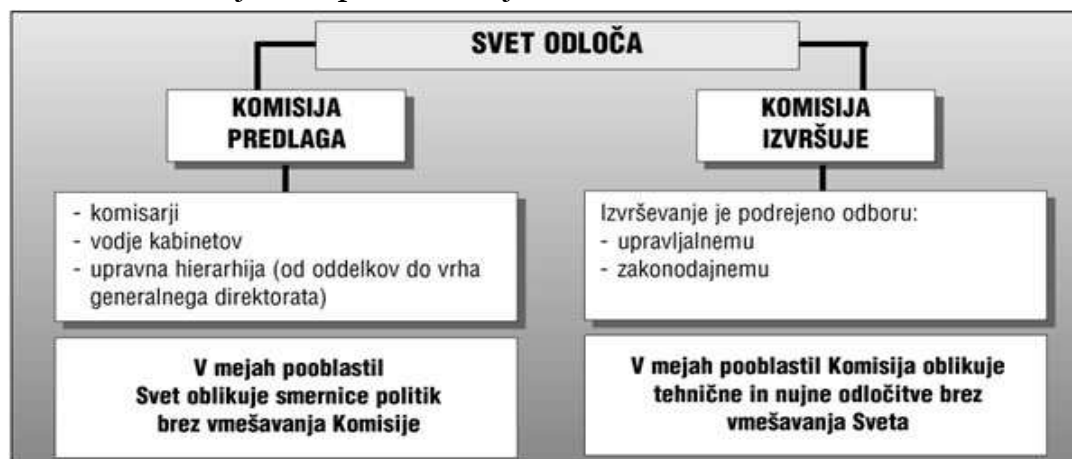 SVET ODLOČA
KOMISIJA
PREDLAGA
- komisarji
- vodje kabinetov
- upravna hierarhija (od oddelkov do vrha
generalnega direktorata)
V mejah pooblastil
Svet oblikuje smernice politik
brez vmešavanja Komisije
KOMISIJA
IZVRŠUJE
Izvrševanje je podrejeno odboru:
- upravljalnemu
- zakonodajnemu
V mejah pooblastil Komisija oblikuje
tehnične in nujne odločitve brez
vmešavanja Sveta